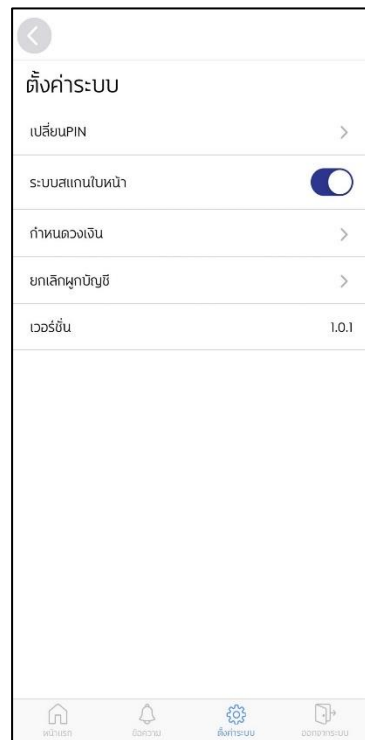 ตั้งค่าระบบ
เปลี่ยนPIN
ระบบสแกนใบหน้า
กำหนดวงเงิน
ยกเลิกผูกบัญชี
เวอร์ชั่น 1.0.1
หน้าแรก ข้อความ ตั้งค่าระบบ ออกจากระบบ